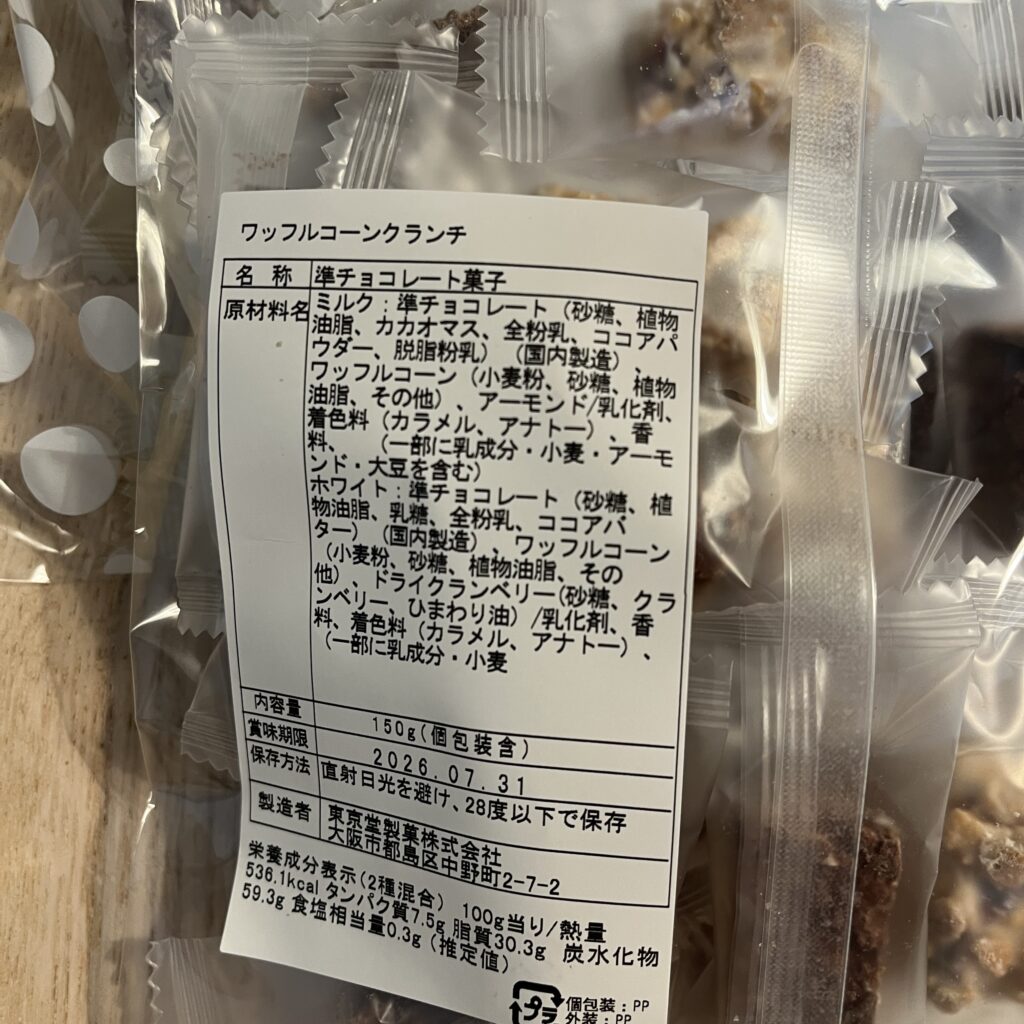 ワッフルコーンクランチ
名 称 準チョコレート菓子
原材料名 ミルク：準チョコレート（砂糖、植物
油脂、カカオマス、全粉乳、ココアパ
ウダー、脱脂粉乳）（国内製造）、
ワッフルコーン（小麦粉、砂糖、植物
油脂、その他）、アーモンド/乳化剤、
着色料（カラメル、アナトー）、香
料、（一部に乳成分・小麦・アーモ
ンド・大豆を含む）
ホワイト：準チョコレート（砂糖、植
物油脂、乳糖、全粉乳、ココアバ
ター）（国内製造）、ワッフルコーン
（小麦粉、砂糖、植物油脂、その
他）、ドライクランベリー(砂糖、クラ
ンベリー、ひまわり油）/乳化剤、香
料、着色料（カラメル、アナトー）、
（一部に乳成分・小麦
内容量 150g(個包装含)
賞味期限 2026.07.31
保存方法 直射日光を避け、28度以下で保存
製造者 東京堂製菓株式会社
大阪市都島区中野町2-7-2
栄養成分表示(2種混合) 100g当り/熱量
536.1kcal タンパク質7.5g 脂質30.3g 炭水化物
59.3g 食塩相当量0.3g（推定値）
プラ 個包装：PP
外装：PP